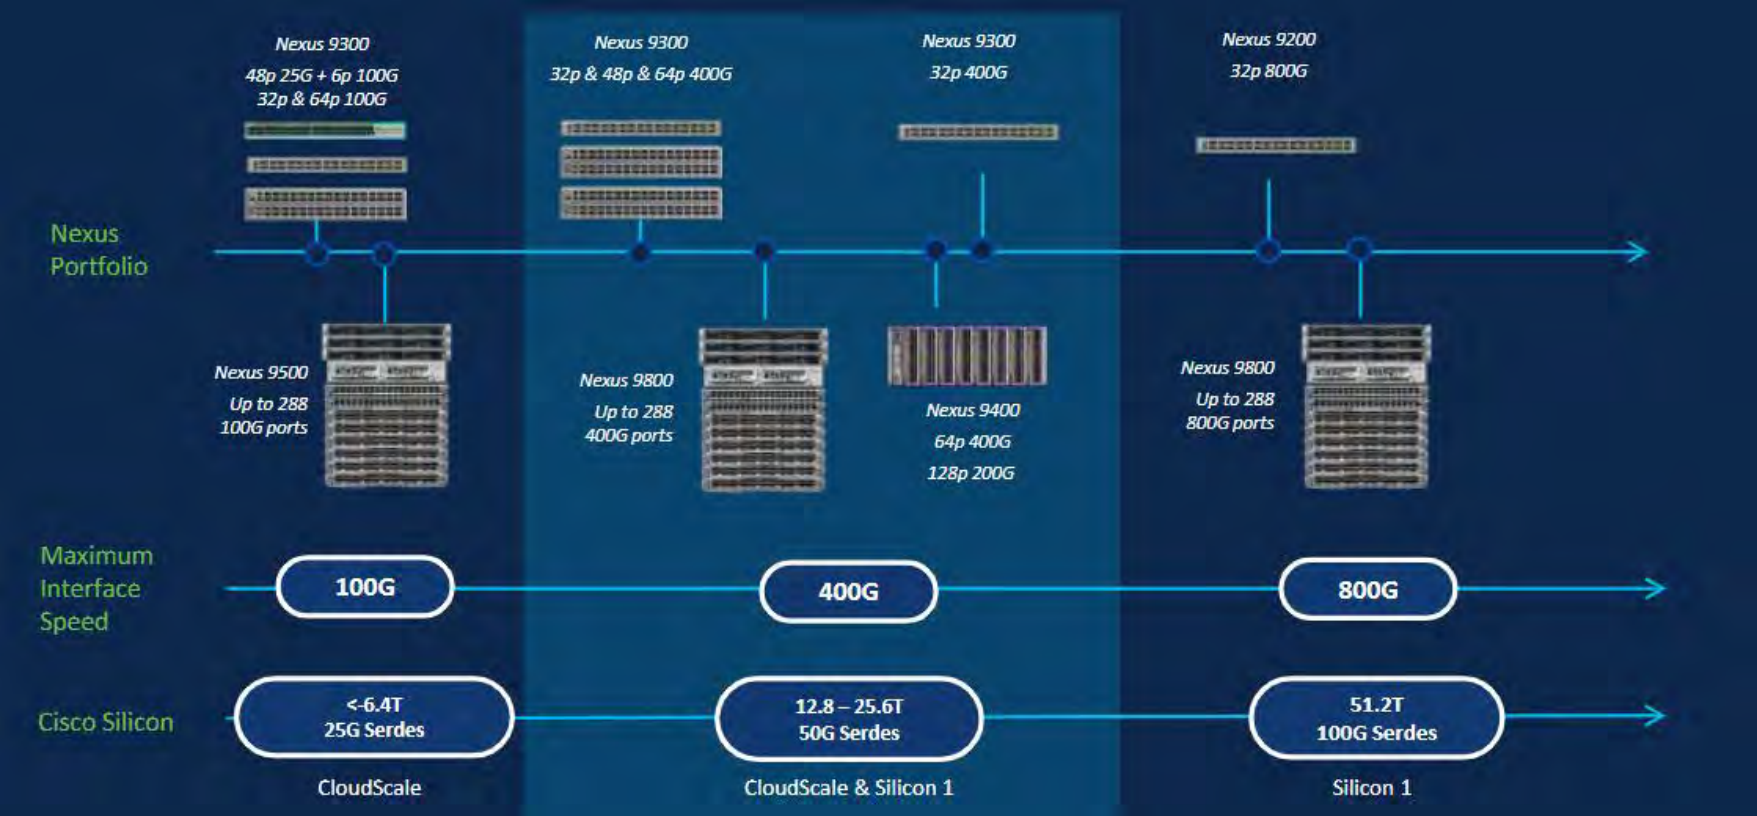 Nexus 9300
48p 25G + 6p 100G
32p & 64p 100G
Nexus 9300
32p & 48p & 64p 400G
Nexus 9300
32p 400G
Nexus 9200
32p 800G
Nexus
Portfolio
Nexus 9500
Up to 288
100G ports
Nexus 9800
Up to 288
400G ports
Nexus 9400
64p 400G
128p 200G
Nexus 9800
Up to 288
800G ports
Maximum
Interface
Speed
100G
400G
800G
Cisco Silicon
<-6.4T
25G Serdes
12.8 – 25.6T
50G Serdes
51.2T
100G Serdes
CloudScale
CloudScale & Silicon 1
Silicon 1